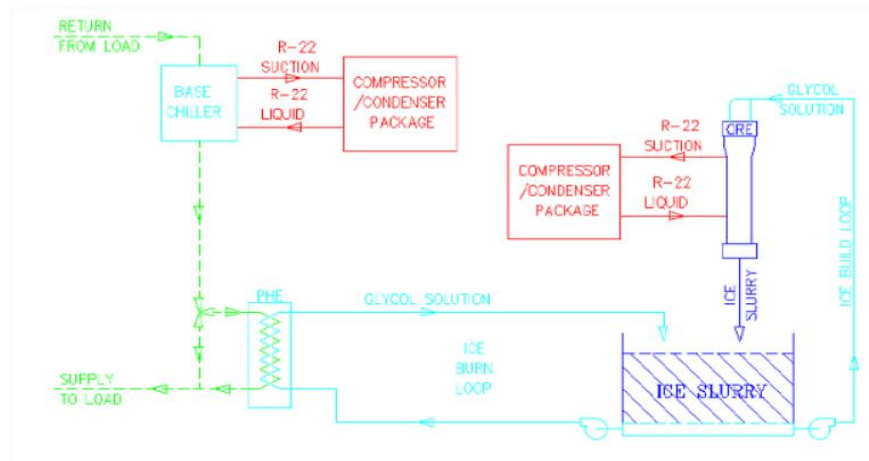 RETURN
FROM LOAD
BASE
CHILLER
R-22
SUCTION
R-22
LIQUID
COMPRESSOR
/CONDENSER
PACKAGE
COMPRESSOR
/CONDENSER
PACKAGE
R-22
SUCTION
R-22
LIQUID
ORE
GLYCOL
SOLUTION
ICE BUILD LOOP
ICE
SLURRY
PHE
GLYCOL SOLUTION
ICE
BURN
LOOP
ICE SLURRY
SUPPLY
TO LOAD